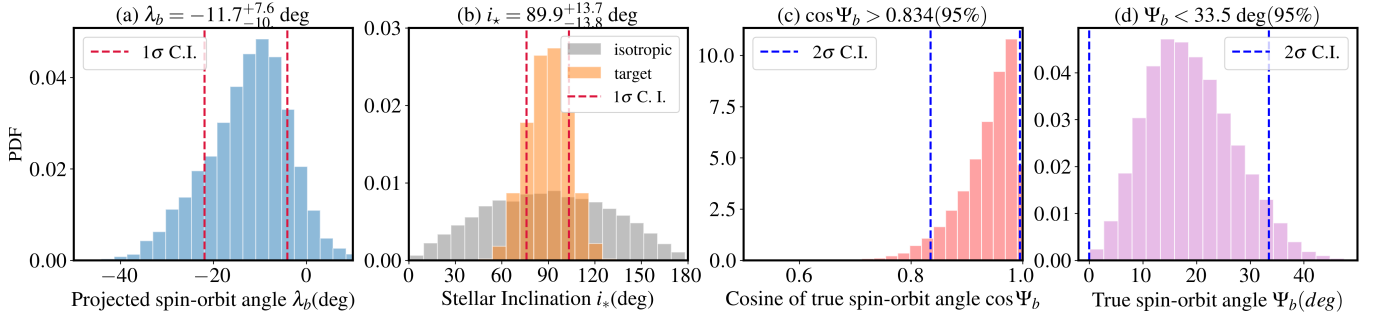 (a) λ_b = −11.7^{+7.6}_{−10.} deg
1σ C.I.
0.04
0.02
0.00
PDF
−40 −20 0
Projected spin-orbit angle λ_b(deg)
(b) i⋆ = 89.9^{+13.7}_{−13.8} deg
isotropic
target
1σ C. I.
0.03
0.02
0.01
0.00
0 30 60 90 120 150 180
Stellar Inclination i_*(deg)
(c) cosΨ_b > 0.834(95%)
2σ C.I.
10.0
7.5
5.0
2.5
0.0
0.6 0.8 1.0
Cosine of true spin-orbit angle cosΨ_b
(d) Ψ_b < 33.5 deg(95%)
2σ C.I.
0.04
0.03
0.02
0.01
0.00
0 10 20 30 40
True spin-orbit angle Ψ_b(deg)